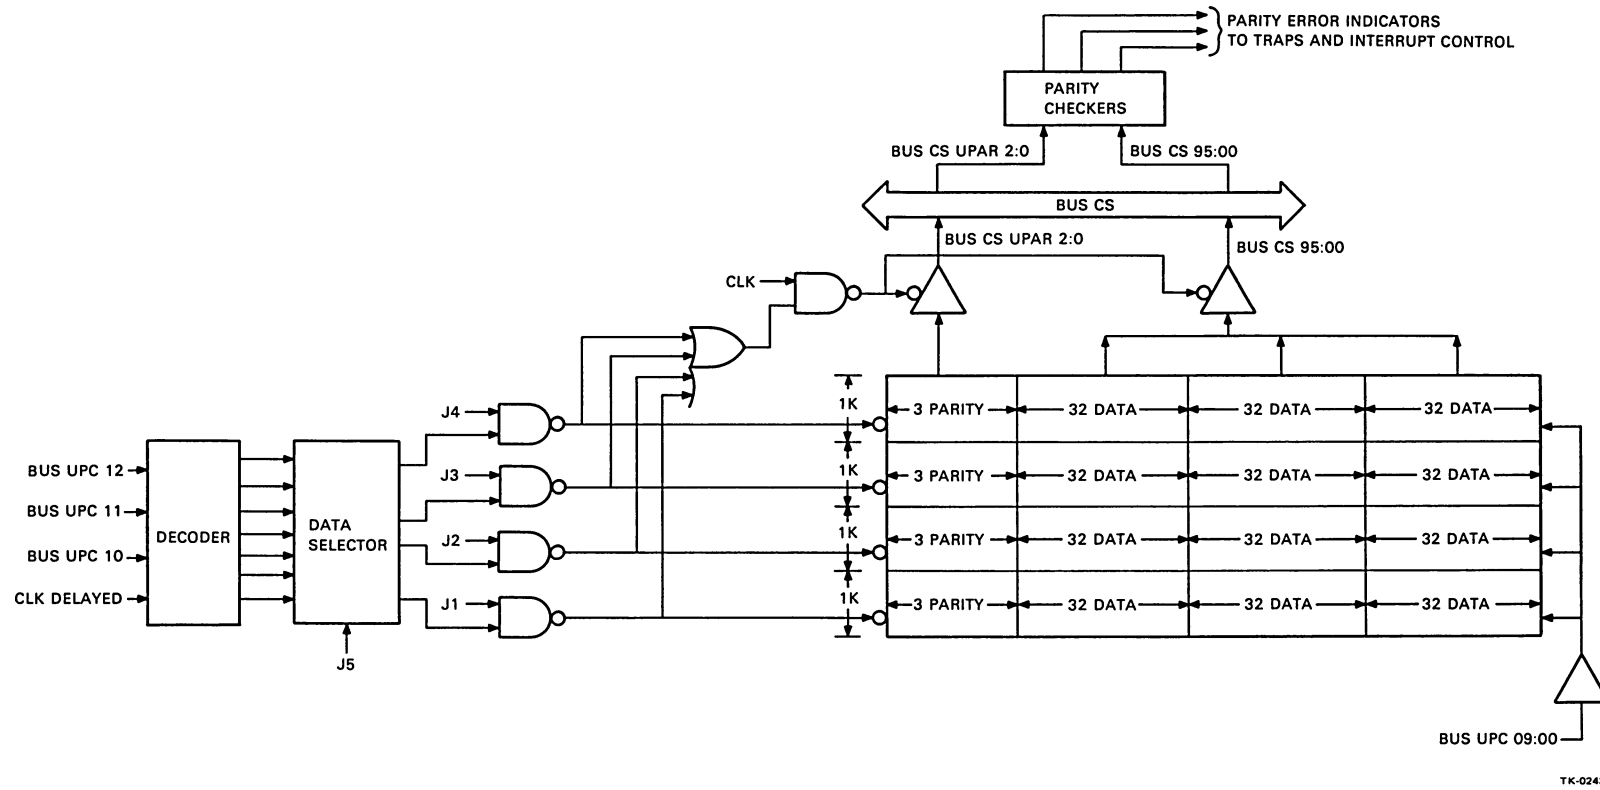 PARITY ERROR INDICATORS
TO TRAPS AND INTERRUPT CONTROL
PARITY
CHECKERS
BUS CS UPAR 2:0
BUS CS 95:00
BUS CS
BUS CS UPAR 2:0
BUS CS 95:00
CLK
J4
1K
3 PARITY
32 DATA
32 DATA
32 DATA
J3
1K
3 PARITY
32 DATA
32 DATA
32 DATA
J2
1K
3 PARITY
32 DATA
32 DATA
32 DATA
J1
1K
3 PARITY
32 DATA
32 DATA
32 DATA
BUS UPC 12
BUS UPC 11
BUS UPC 10
CLK DELAYED
DECODER
DATA
SELECTOR
J5
BUS UPC 09:00